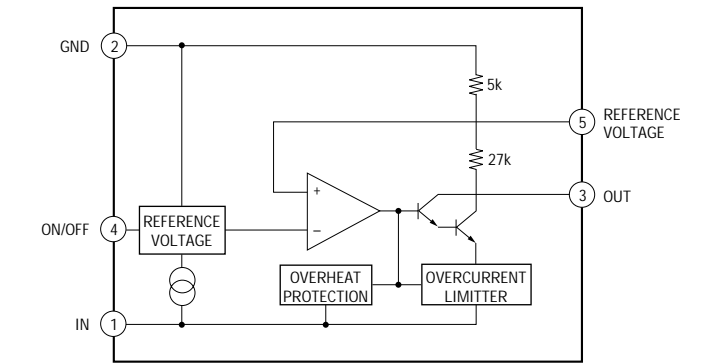 GND 2
5k
5 REFERENCE
VOLTAGE
27k
+
3 OUT
ON/OFF 4
REFERENCE
VOLTAGE
−
OVERHEAT
PROTECTION
OVERCURRENT
LIMITTER
IN 1